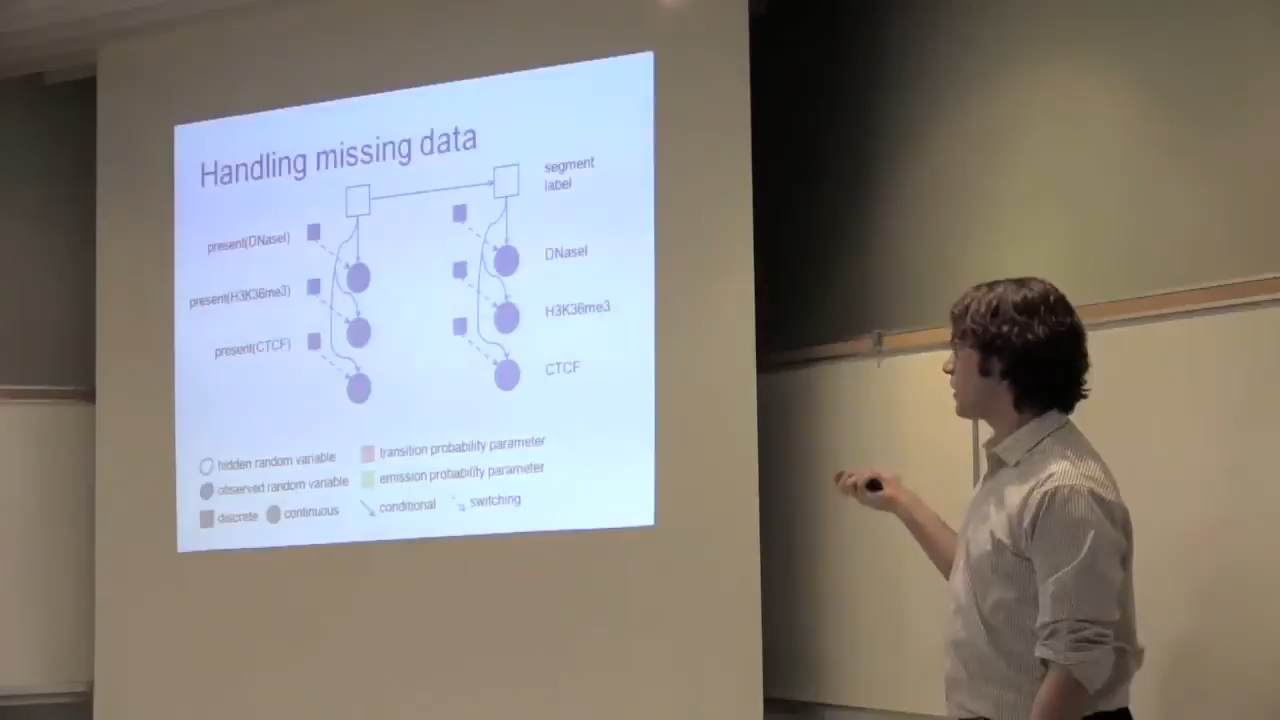 Handling missing data
segment
label
present(DNaseI)
DNaseI
present(H3K36me3)
H3K36me3
present(CTCF)
CTCF
hidden random variable
transition probability parameter
observed random variable
emission probability parameter
discrete continuous
conditional switching